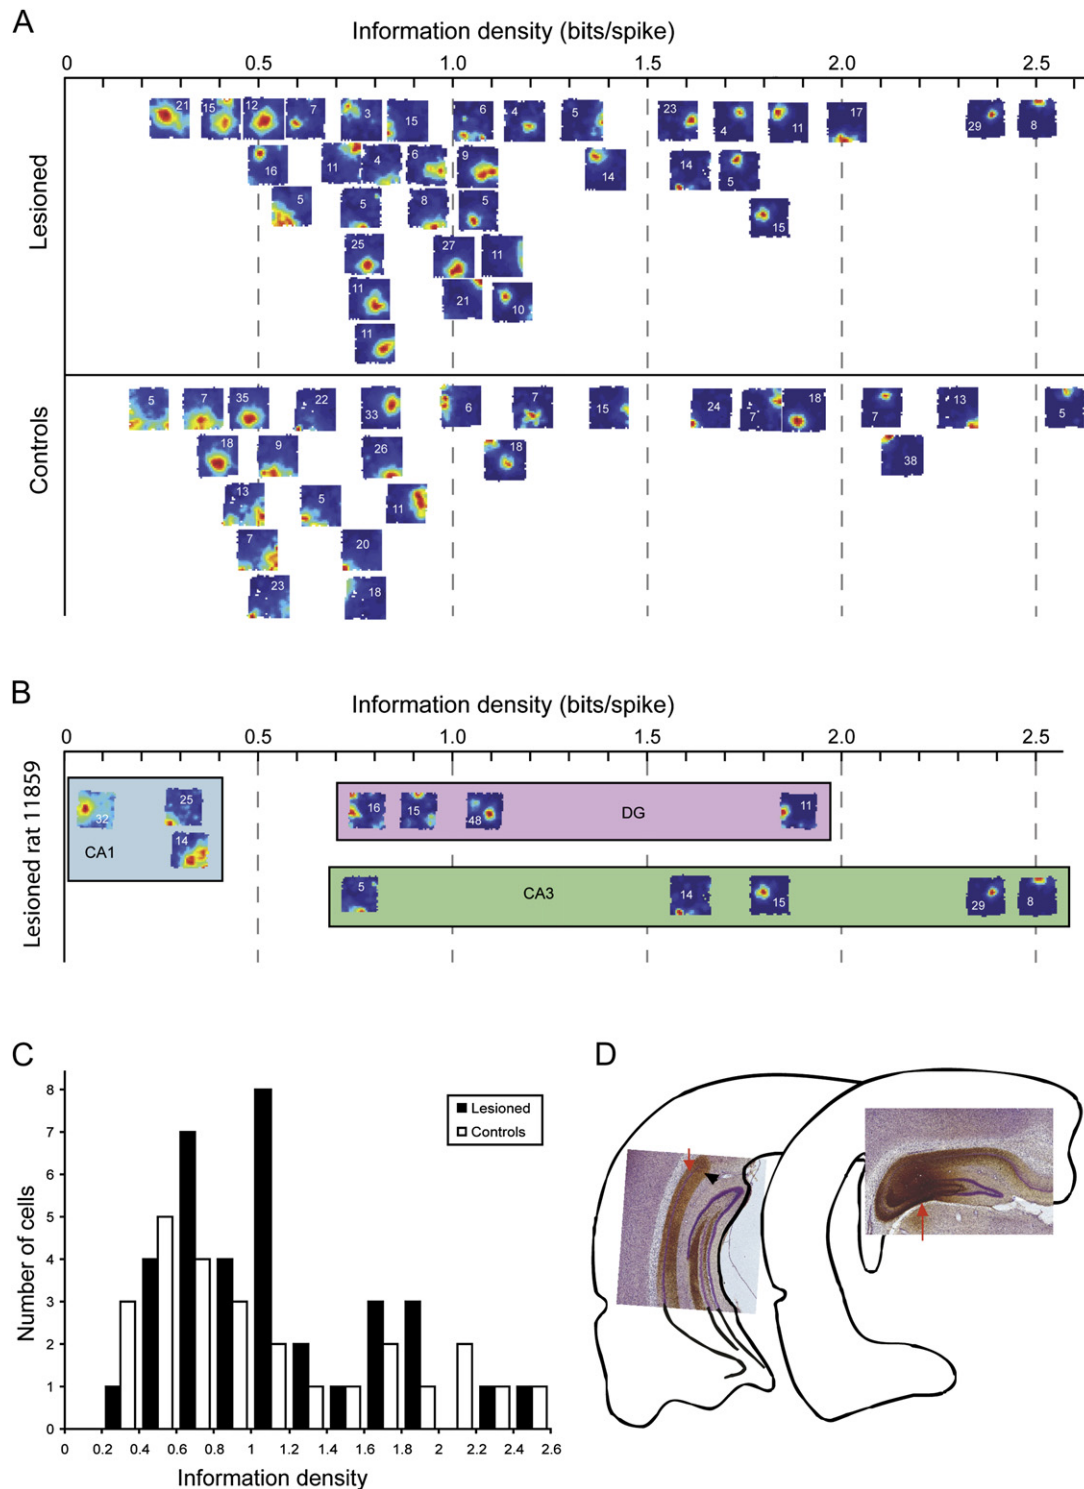 A
Information density (bits/spike)
0 0.5 1.0 1.5 2.0 2.5
Lesioned
21 15 12 7 3 15 6 4 5 23 4 11 17 29 8
16 11 4 6 9 14 14 5
5 5 8 5 15
25 27 11
11 21 10
11
Controls
5 7 35 22 33 6 7 15 24 7 18 7 13 5
18 9 26 18 38
13 5 11
7 20
23 18
B
Information density (bits/spike)
0 0.5 1.0 1.5 2.0 2.5
Lesioned rat 11859
32 25 16 15 48 DG 11
CA1 14
5 CA3 14 15 29 8
C
Number of cells
8
7
6
5
4
3
2
1
0
Lesioned
Controls
0 0.2 0.4 0.6 0.8 1 1.2 1.4 1.6 1.8 2 2.2 2.4 2.6
Information density
D